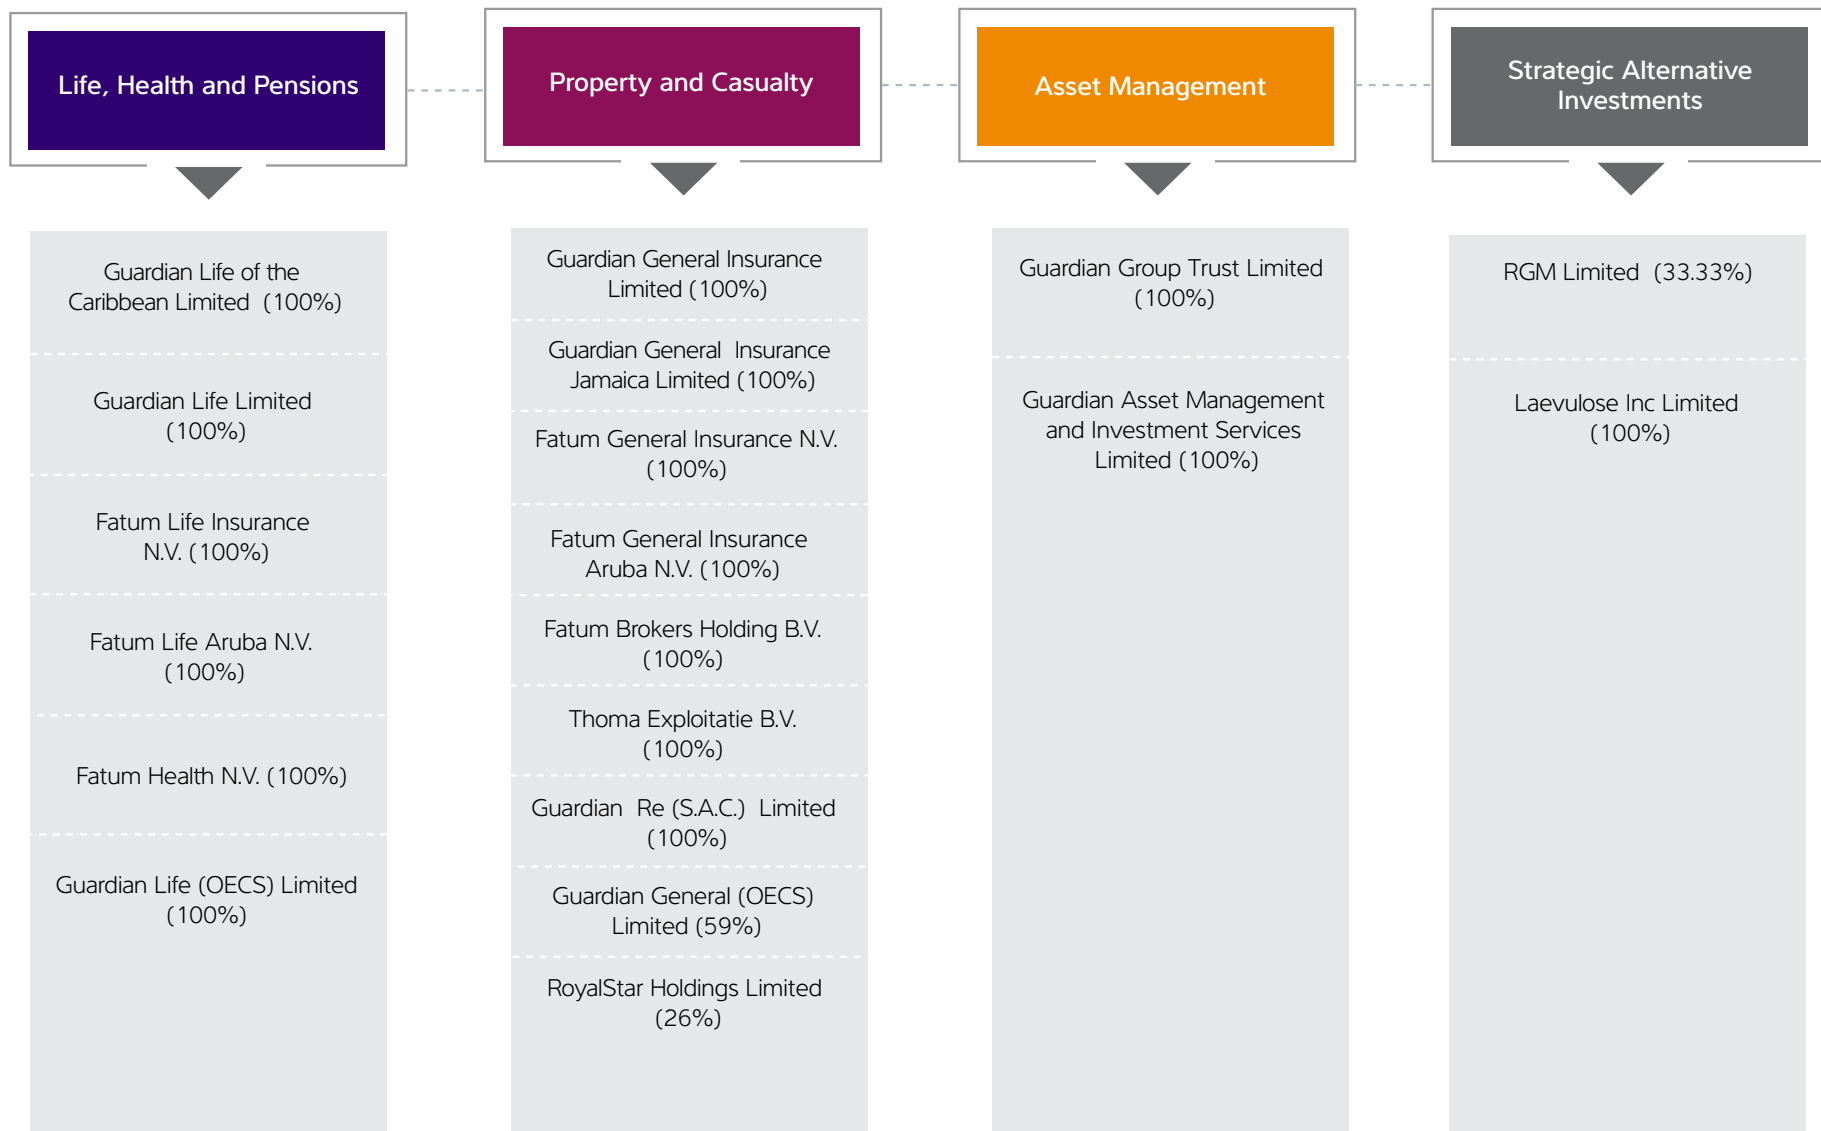 Life, Health and Pensions
Property and Casualty
Asset Management
Strategic Alternative
Investments
Guardian Life of the
Caribbean Limited (100%)
Guardian Life Limited
(100%)
Fatum Life Insurance
N.V. (100%)
Fatum Life Aruba N.V.
(100%)
Fatum Health N.V. (100%)
Guardian Life (OECS) Limited
(100%)
Guardian General Insurance
Limited (100%)
Guardian General Insurance
Jamaica Limited (100%)
Fatum General Insurance N.V.
(100%)
Fatum General Insurance
Aruba N.V. (100%)
Fatum Brokers Holding B.V.
(100%)
Thoma Exploitatie B.V.
(100%)
Guardian Re (S.A.C.) Limited
(100%)
Guardian General (OECS)
Limited (59%)
RoyalStar Holdings Limited
(26%)
Guardian Group Trust Limited
(100%)
Guardian Asset Management
and Investment Services
Limited (100%)
RGM Limited (33.33%)
Laevulose Inc Limited
(100%)